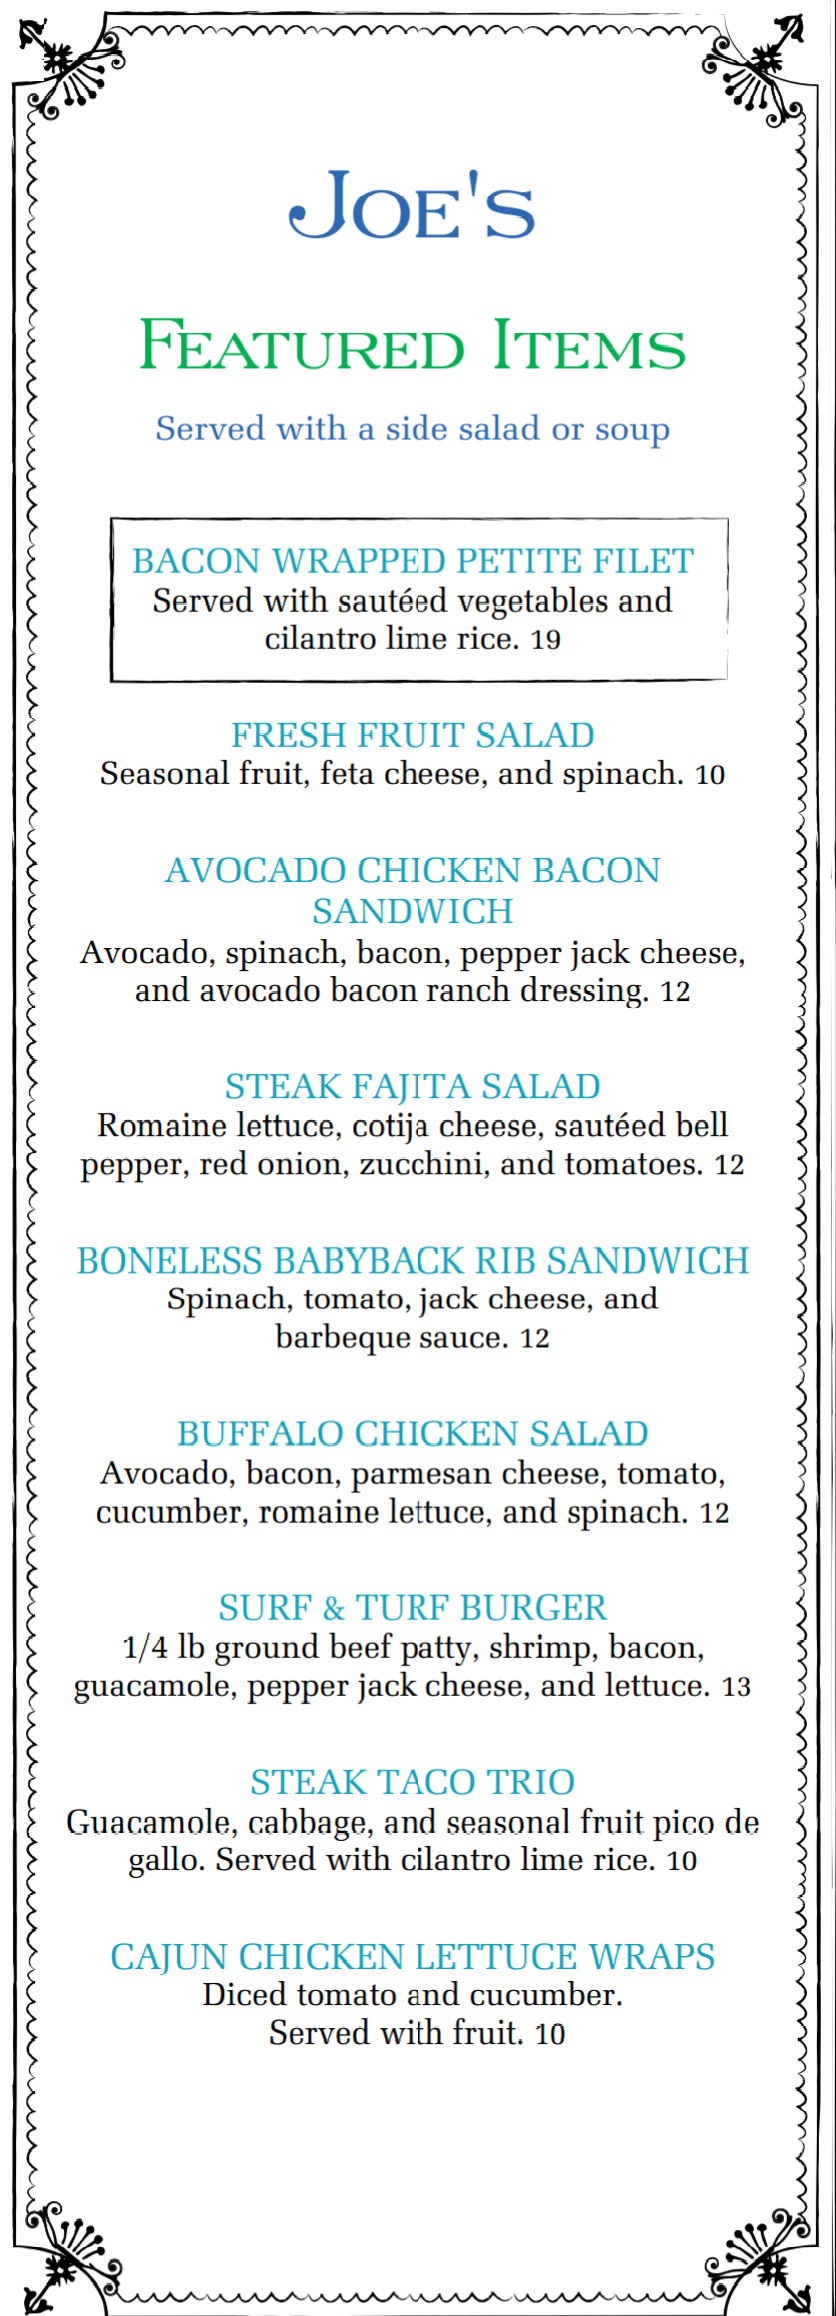 Joe's
Featured Items
Served with a side salad or soup
BACON WRAPPED PETITE FILET
Served with sautéed vegetables and
cilantro lime rice. 19
FRESH FRUIT SALAD
Seasonal fruit, feta cheese, and spinach. 10
AVOCADO CHICKEN BACON
SANDWICH
Avocado, spinach, bacon, pepper jack cheese,
and avocado bacon ranch dressing. 12
STEAK FAJITA SALAD
Romaine lettuce, cotija cheese, sautéed bell
pepper, red onion, zucchini, and tomatoes. 12
BONELESS BABYBACK RIB SANDWICH
Spinach, tomato, jack cheese, and
barbeque sauce. 12
BUFFALO CHICKEN SALAD
Avocado, bacon, parmesan cheese, tomato,
cucumber, romaine lettuce, and spinach. 12
SURF & TURF BURGER
1/4 lb ground beef patty, shrimp, bacon,
guacamole, pepper jack cheese, and lettuce. 13
STEAK TACO TRIO
Guacamole, cabbage, and seasonal fruit pico de
gallo. Served with cilantro lime rice. 10
CAJUN CHICKEN LETTUCE WRAPS
Diced tomato and cucumber.
Served with fruit. 10